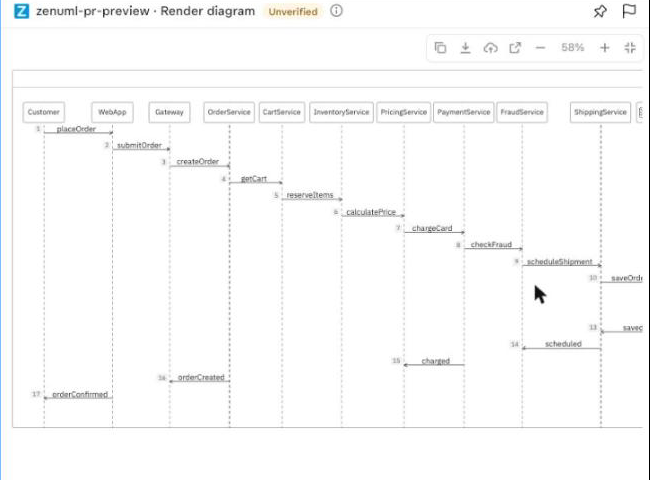 zenuml-pr-preview · Render diagram Unverified
58%
Customer WebApp Gateway OrderService CartService InventoryService PricingService PaymentService FraudService ShippingService
1 placeOrder
2 submitOrder
3 createOrder
4 getCart
5 reserveItems
6 calculatePrice
7 chargeCard
8 checkFraud
9 scheduleShipment
10 saveOrde
13 saved
14 scheduled
15 charged
16 orderCreated
17 orderConfirmed